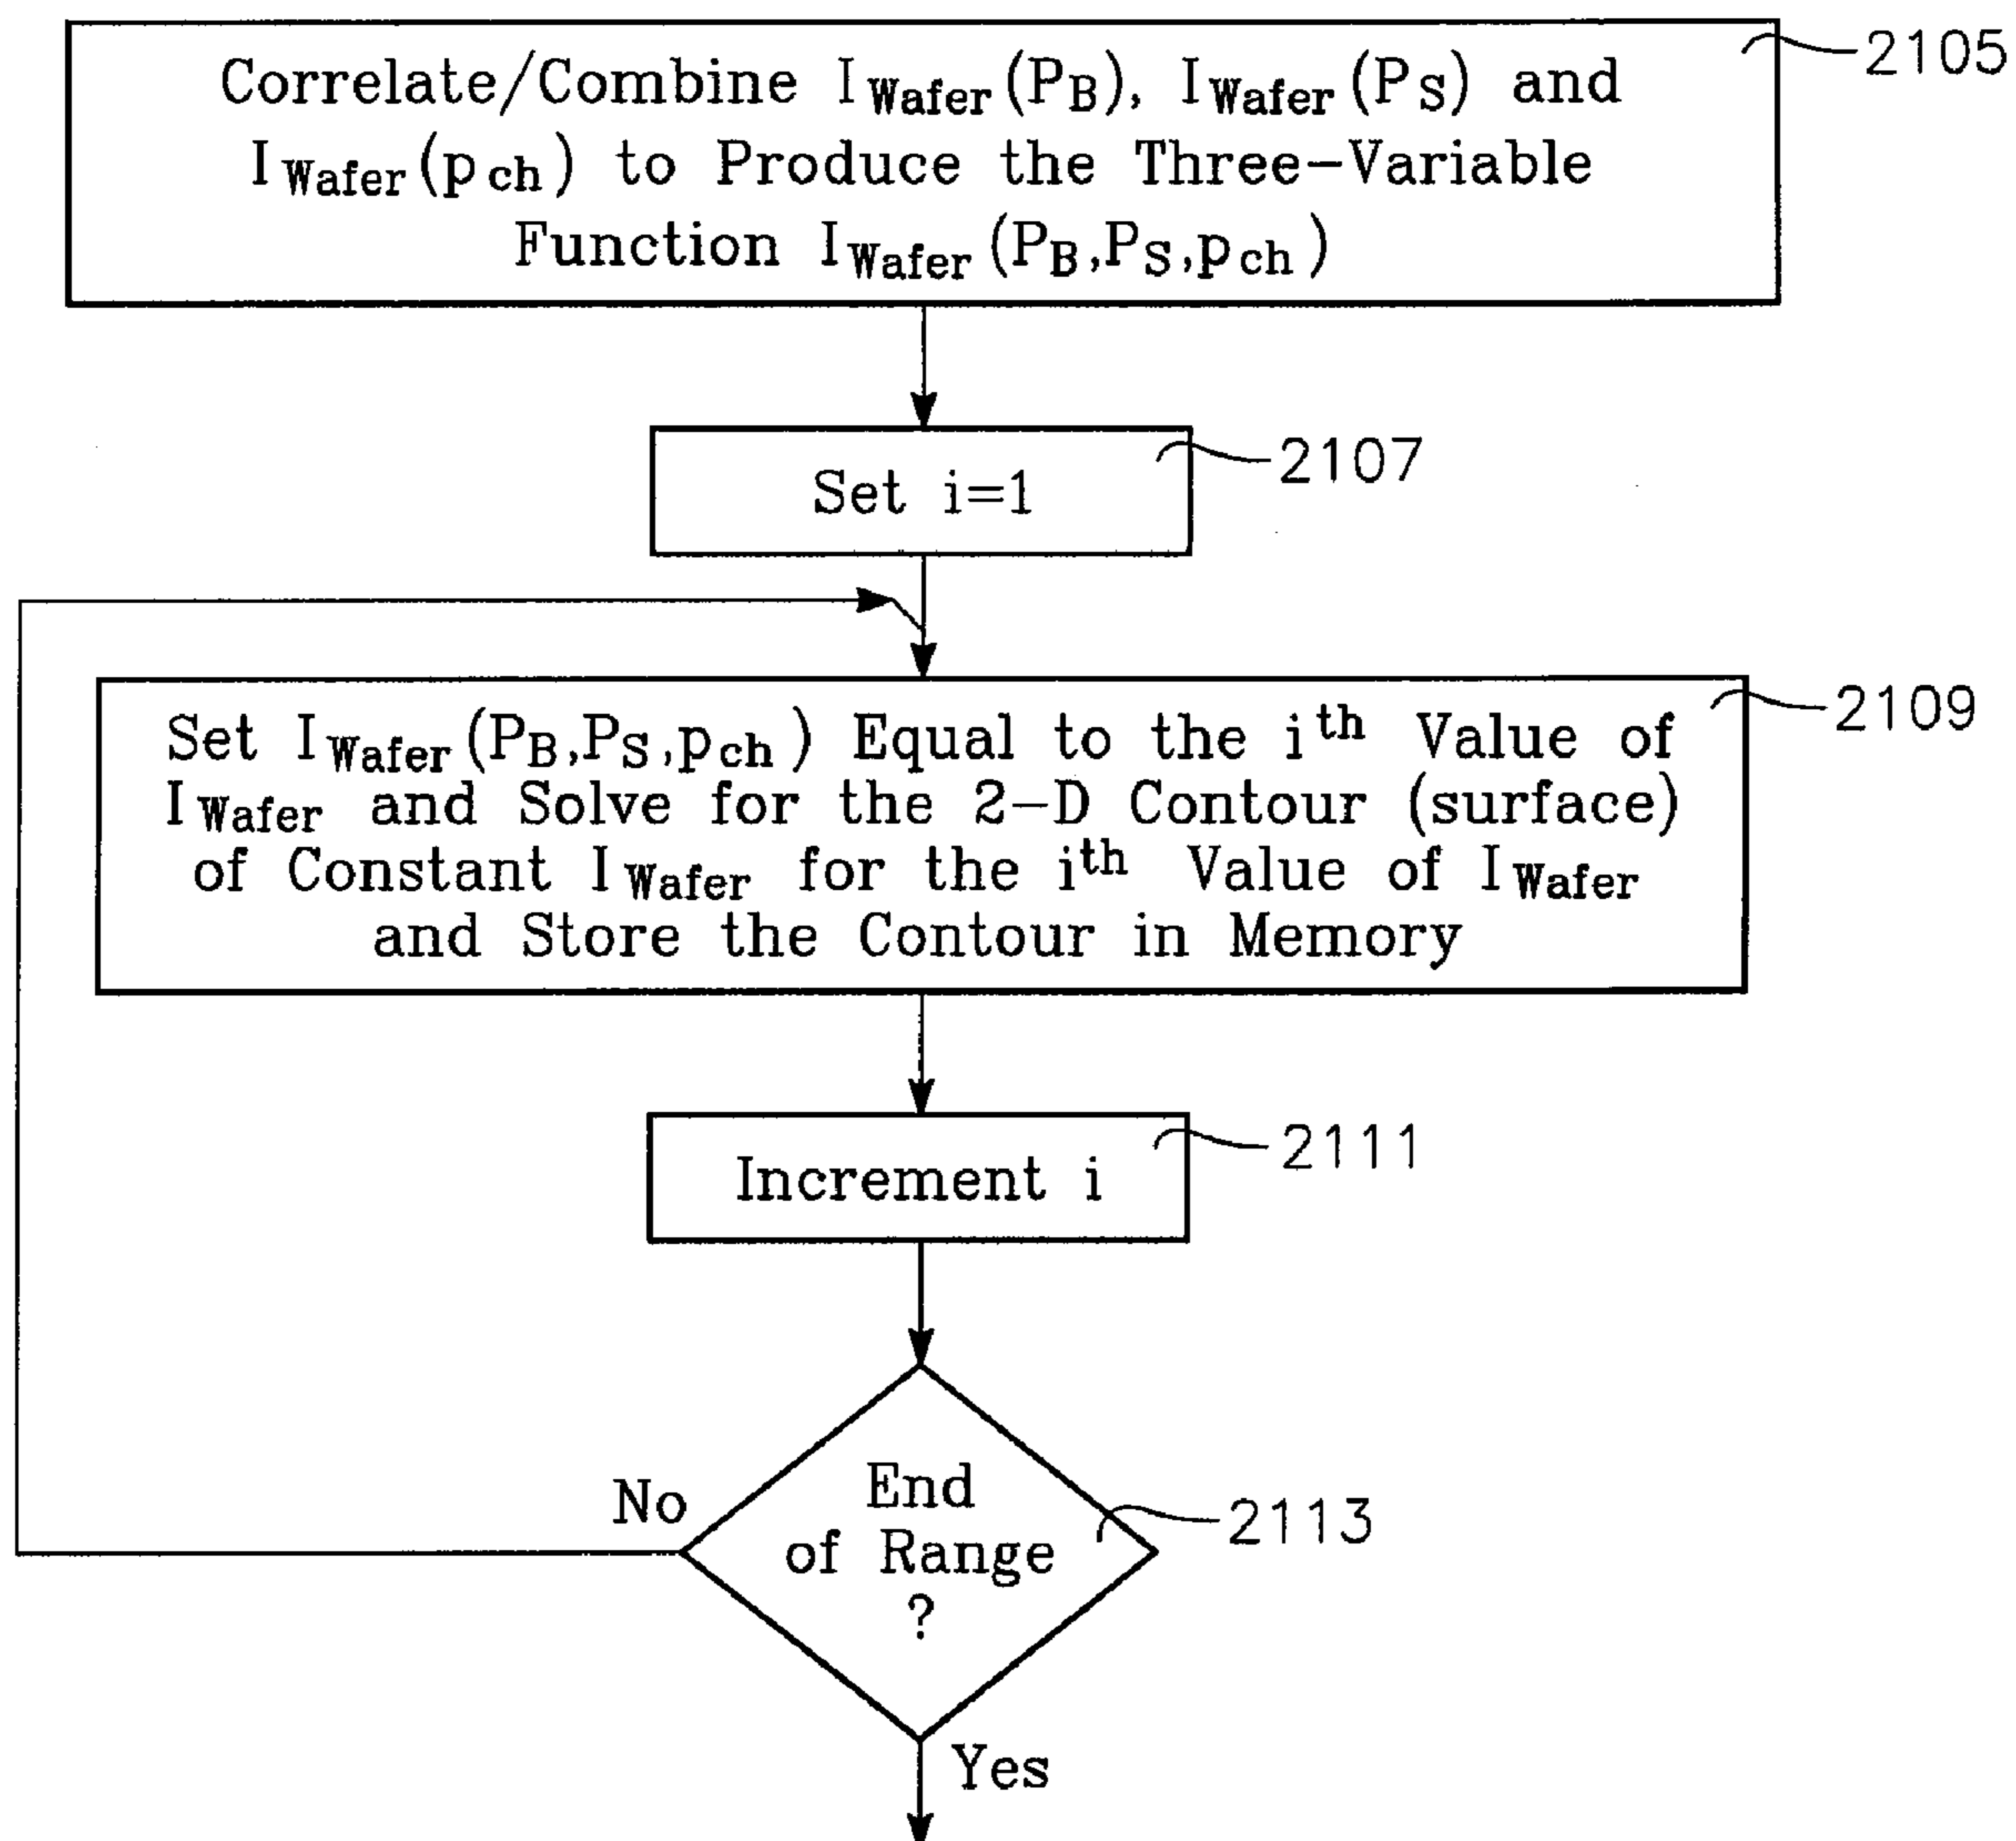 Correlate/Combine I Wafer (PB), I Wafer (PS) and
I Wafer (pch) to Produce the Three-Variable
Function I Wafer (PB,PS,pch)
2105
Set i=1
2107
Set I Wafer (PB,PS,pch) Equal to the ith Value of
I Wafer and Solve for the 2-D Contour (surface)
of Constant I Wafer for the ith Value of I Wafer
and Store the Contour in Memory
2109
Increment i
2111
End
of Range
?
2113
No
Yes